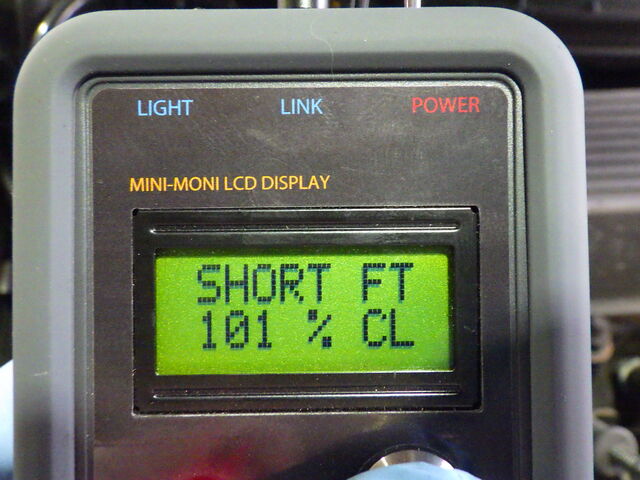 LIGHT LINK POWER
MINI-MONI LCD DISPLAY
SHORT FT
101 % CL